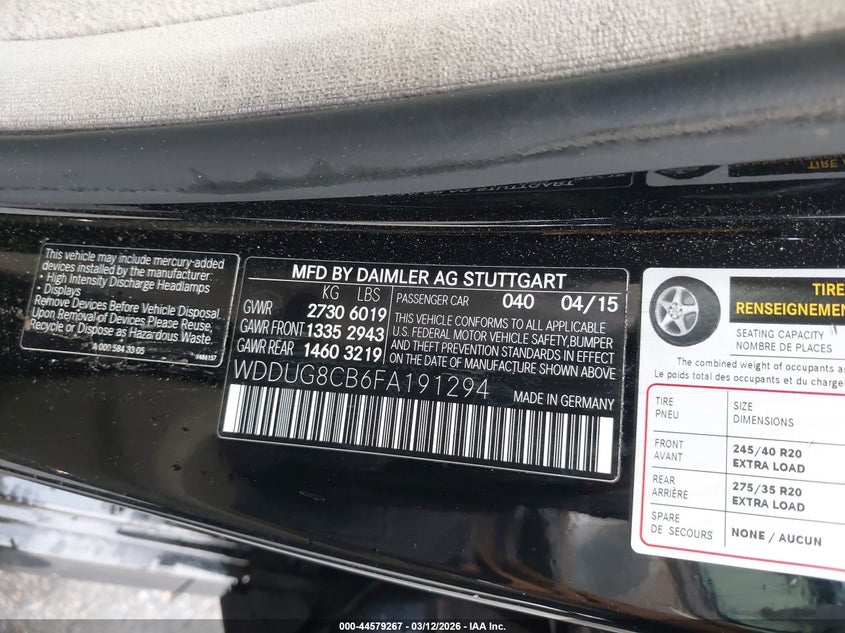 This vehicle may include mercury-added
devices installed by the manufacturer:
• High Intensity Discharge Headlamps
• Displays
Remove Devices Before Vehicle Disposal.
Upon Removal of Devices Please Reuse,
Recycle or Dispose as Hazardous Waste.
A 000 584 33 05
MFD BY DAIMLER AG STUTTGART
KG LBS
GVWR 2730 6019
GAWR FRONT 1335 2943
GAWR REAR 1460 3219
PASSENGER CAR 040 04/15
THIS VEHICLE CONFORMS TO ALL APPLICABLE
U.S. FEDERAL MOTOR VEHICLE SAFETY,BUMPER
AND THEFT PREVENTION STANDARDS IN EFFECT
ON THE DATE OF MANUFACTURE SHOWN ABOVE
WDDUG8CB6FA191294 MADE IN GERMANY
TIRE
RENSEIGNEMEN
SEATING CAPACITY
NOMBRE DE PLACES
The combined weight of occupants a
Le poids total des occupants et du charge
TIRE
PNEU
SIZE
DIMENSIONS
FRONT
AVANT
245/40 R20
EXTRA LOAD
REAR
ARRIÈRE
275/35 R20
EXTRA LOAD
SPARE
DE SECOURS
NONE / AUCUN
000-44579267 - 03/12/2026 - IAA Inc.